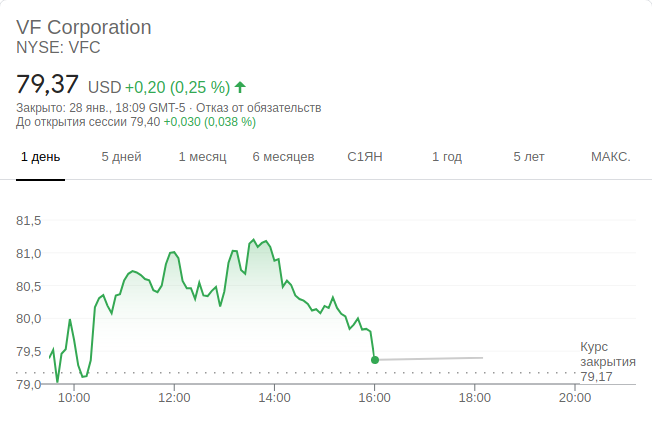 VF Corporation
NYSE: VFC
79,37 USD +0,20 (0,25 %)
Закрыто: 28 янв., 18:09 GMT-5 · Отказ от обязательств
До открытия сессии 79,40 +0,030 (0,038 %)
1 день 5 дней 1 месяц 6 месяцев С1ЯН 1 год 5 лет МАКС.
81,5
81,0
80,5
80,0
79,5
79,0
Курс
закрытия
79,17
10:00 12:00 14:00 16:00 18:00 20:00